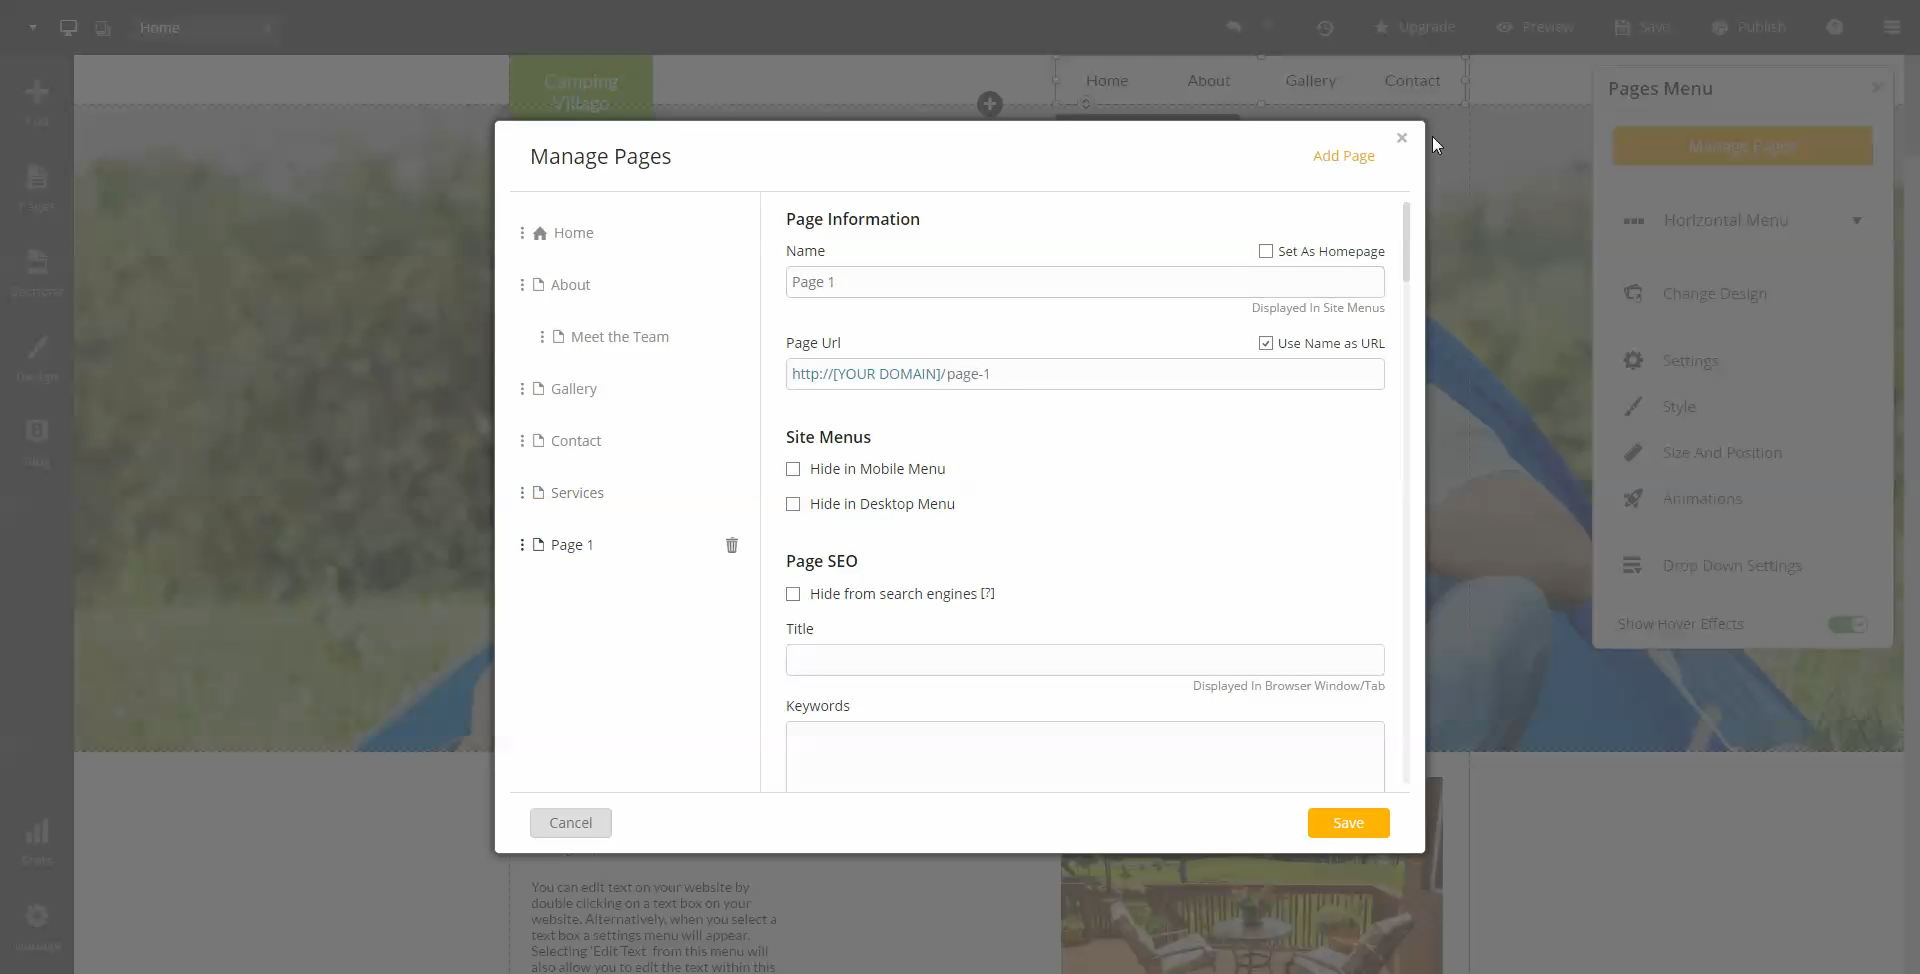 Home
Upgrade
Preview
Save
Publish
Camping
Village
Home
About
Gallery
Contact
Pages Menu
Manage Pages
Horizontal Menu
Change Design
Settings
Style
Size And Position
Animations
Drop Down Settings
Show Hover Effects
Pages
Design
Blog
Stats
Manage Pages
Add Page
Home
About
Meet the Team
Gallery
Contact
Services
Page 1
Page Information
Name
Set As Homepage
Page 1
Displayed In Site Menus
Page Url
Use Name as URL
http://[YOUR DOMAIN]/page-1
Site Menus
Hide in Mobile Menu
Hide in Desktop Menu
Page SEO
Hide from search engines [?]
Title
Displayed In Browser Window/Tab
Keywords
Cancel
Save
You can edit text on your website by
double clicking on a text box on your
website. Alternatively, when you select a
text box a settings menu will appear.
Selecting 'Edit Text' from this menu will
also allow you to edit the text within this